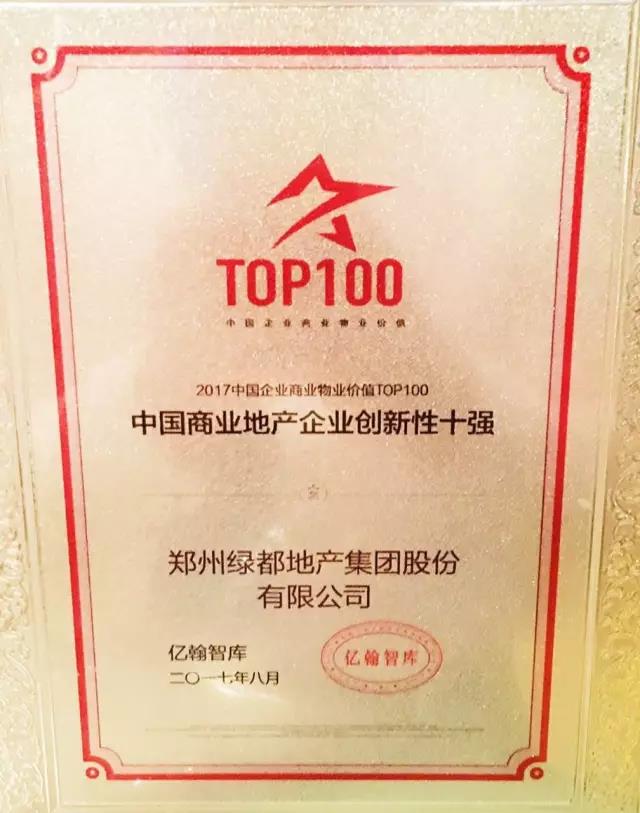 TOP100
中国企业商业物业价值
2017中国企业商业物业价值TOP100
中国商业地产企业创新性十强
郑州绿都地产集团股份
有限公司
亿翰智库
二〇一七年八月
亿翰智库